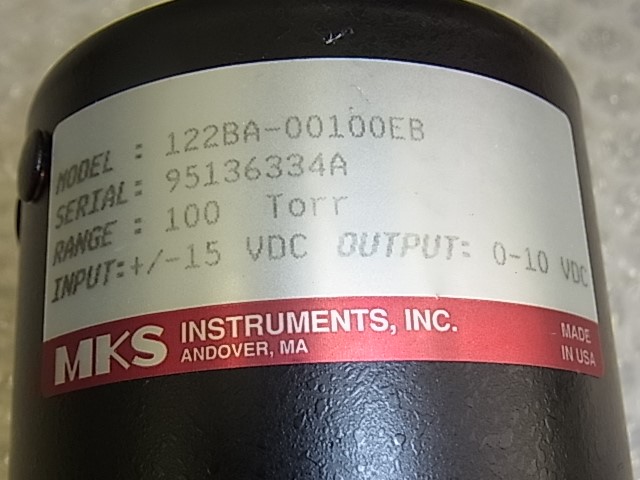 MODEL : 122BA-00100EB
SERIAL: 95136334A
RANGE : 100 Torr
INPUT:+/-15 VDC OUTPUT: 0-10 VDC
MKS INSTRUMENTS, INC.
ANDOVER, MA
MADE
IN USA